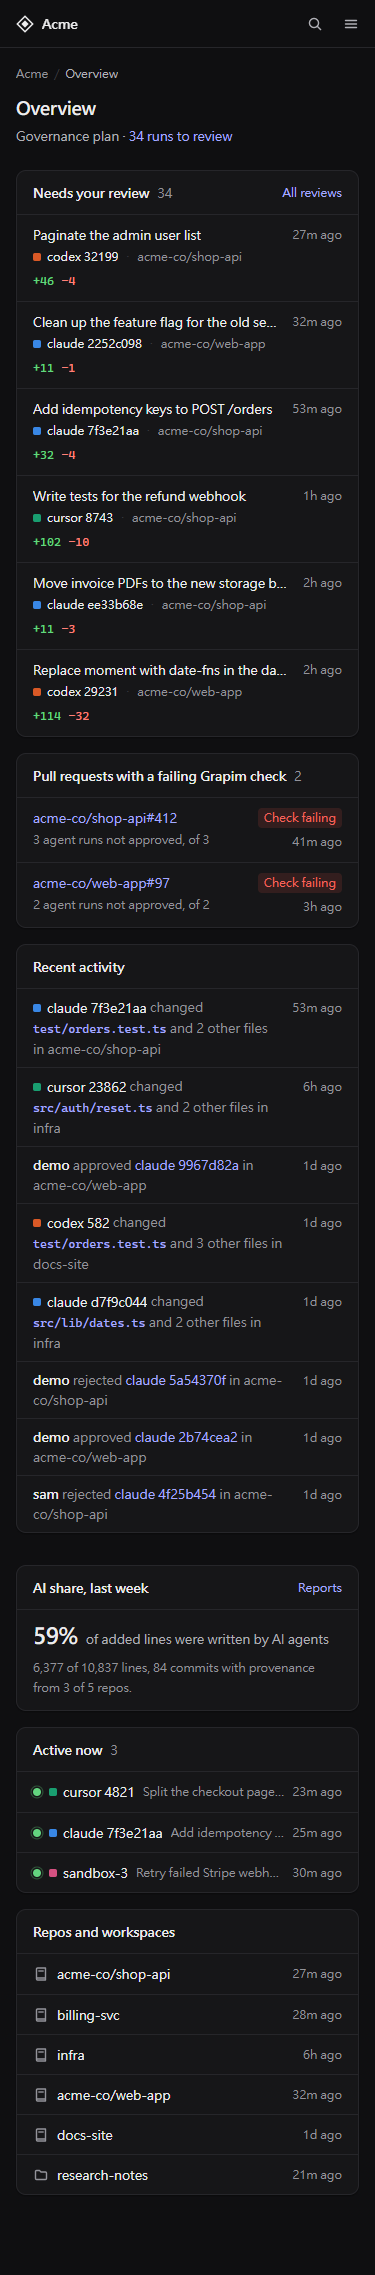 Acme
Acme / Overview
Overview
Governance plan · 34 runs to review
Needs your review 34 All reviews
Paginate the admin user list 27m ago
codex 32199 · acme-co/shop-api
+46 −4
Clean up the feature flag for the old se... 32m ago
claude 2252c098 · acme-co/web-app
+11 −1
Add idempotency keys to POST /orders 53m ago
claude 7f3e21aa · acme-co/shop-api
+32 −4
Write tests for the refund webhook 1h ago
cursor 8743 · acme-co/shop-api
+102 −10
Move invoice PDFs to the new storage b... 2h ago
claude ee33b68e · acme-co/shop-api
+11 −3
Replace moment with date-fns in the da... 2h ago
codex 29231 · acme-co/web-app
+114 −32
Pull requests with a failing Grapim check 2
acme-co/shop-api#412 Check failing
3 agent runs not approved, of 3 41m ago
acme-co/web-app#97 Check failing
2 agent runs not approved, of 2 3h ago
Recent activity
claude 7f3e21aa changed 53m ago
test/orders.test.ts and 2 other files
in acme-co/shop-api
cursor 23862 changed 6h ago
src/auth/reset.ts and 2 other files in
infra
demo approved claude 9967d82a in 1d ago
acme-co/web-app
codex 582 changed 1d ago
test/orders.test.ts and 3 other files in
docs-site
claude d7f9c044 changed 1d ago
src/lib/dates.ts and 2 other files in
infra
demo rejected claude 5a54370f in acme- 1d ago
co/shop-api
demo approved claude 2b74cea2 in 1d ago
acme-co/web-app
sam rejected claude 4f25b454 in acme- 1d ago
co/shop-api
AI share, last week Reports
59% of added lines were written by AI agents
6,377 of 10,837 lines, 84 commits with provenance
from 3 of 5 repos.
Active now 3
cursor 4821 Split the checkout page... 23m ago
claude 7f3e21aa Add idempotency ... 25m ago
sandbox-3 Retry failed Stripe webh... 30m ago
Repos and workspaces
acme-co/shop-api 27m ago
billing-svc 28m ago
infra 6h ago
acme-co/web-app 32m ago
docs-site 1d ago
research-notes 21m ago